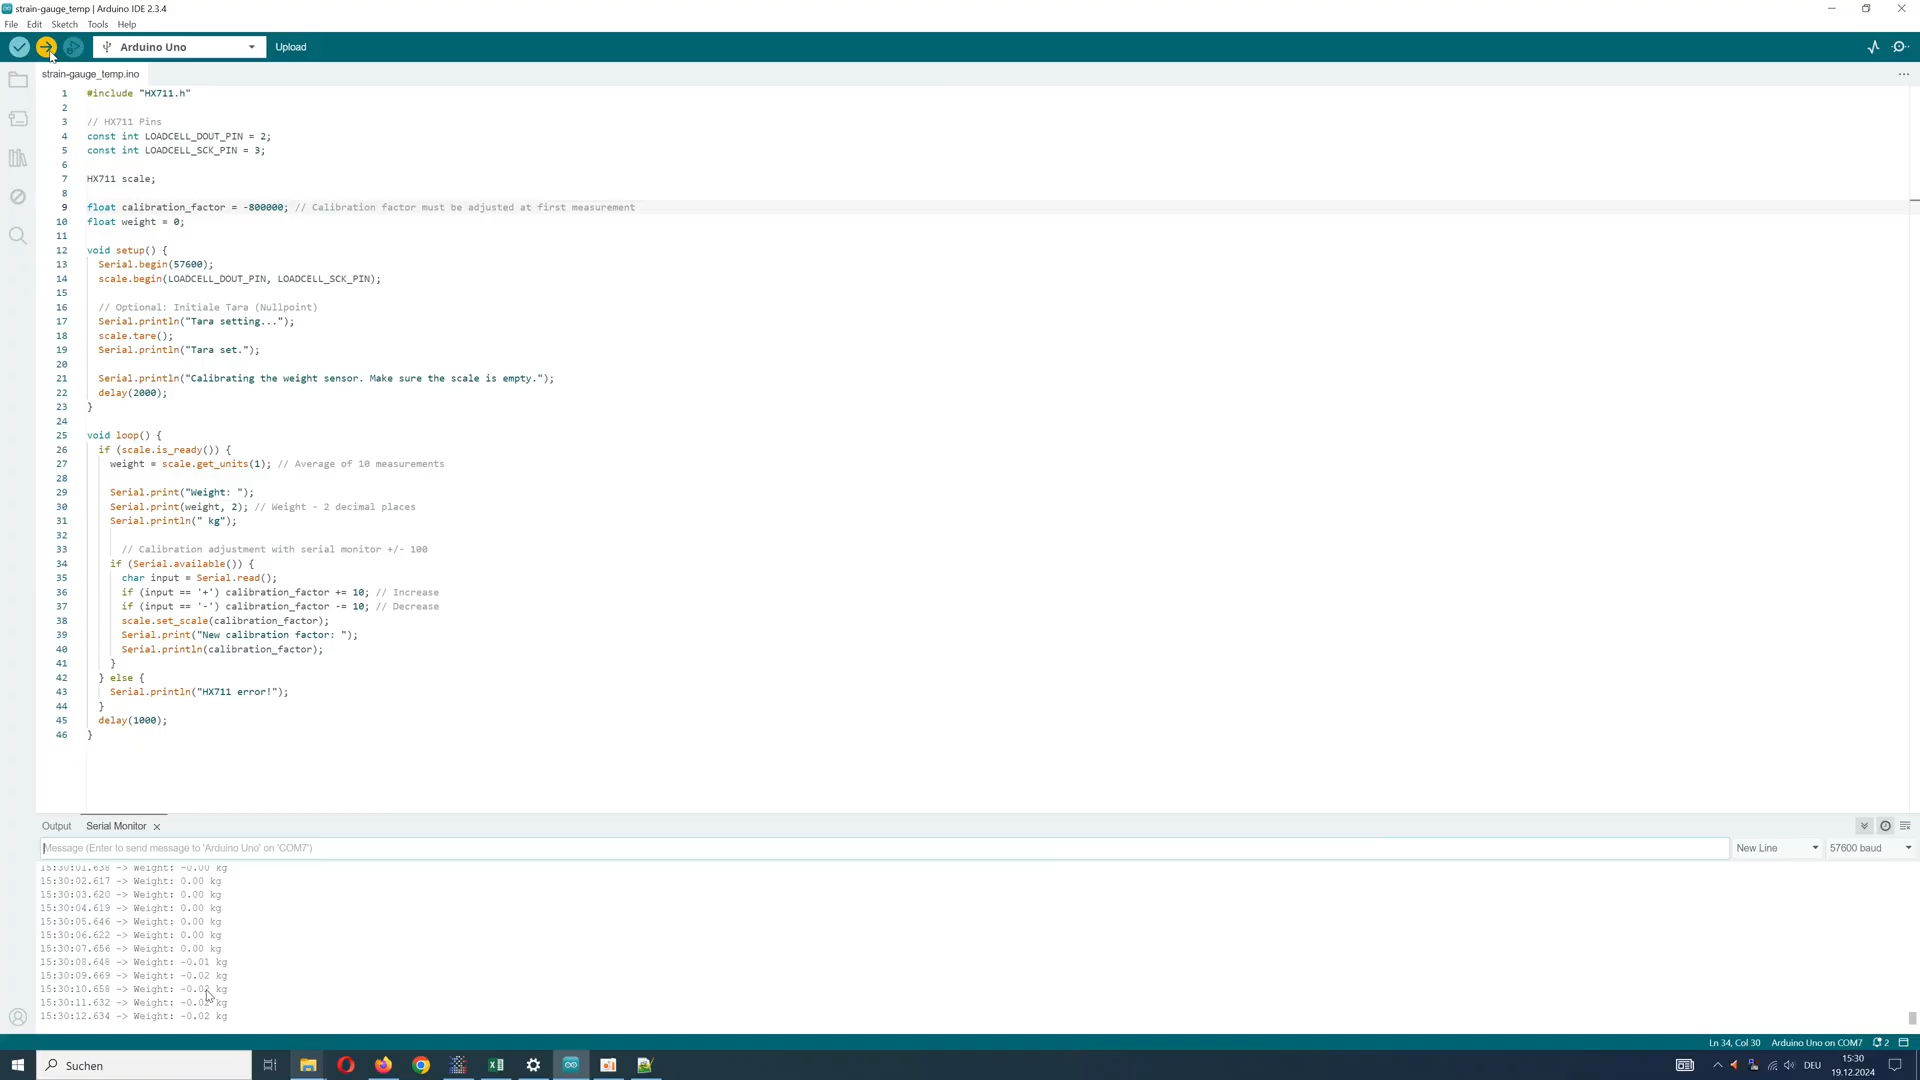 strain-gauge_temp | Arduino IDE 2.3.4
File Edit Sketch Tools Help
Arduino Uno Upload
strain-gauge_temp.ino
1 #include "HX711.h"
2
3 // HX711 Pins
4 const int LOADCELL_DOUT_PIN = 2;
5 const int LOADCELL_SCK_PIN = 3;
6
7 HX711 scale;
8
9 float calibration_factor = -800000; // Calibration factor must be adjusted at first measurement
10 float weight = 0;
11
12 void setup() {
13 Serial.begin(57600);
14 scale.begin(LOADCELL_DOUT_PIN, LOADCELL_SCK_PIN);
15
16 // Optional: Initiale Tara (Nullpoint)
17 Serial.println("Tara setting...");
18 scale.tare();
19 Serial.println("Tara set.");
20
21 Serial.println("Calibrating the weight sensor. Make sure the scale is empty.");
22 delay(2000);
23 }
24
25 void loop() {
26 if (scale.is_ready()) {
27 weight = scale.get_units(1); // Average of 10 measurements
28
29 Serial.print("Weight: ");
30 Serial.print(weight, 2); // Weight - 2 decimal places
31 Serial.println(" kg");
32
33 // Calibration adjustment with serial monitor +/- 100
34 if (Serial.available()) {
35 char input = Serial.read();
36 if (input == '+') calibration_factor += 10; // Increase
37 if (input == '-') calibration_factor -= 10; // Decrease
38 scale.set_scale(calibration_factor);
39 Serial.print("New calibration factor: ");
40 Serial.println(calibration_factor);
41 }
42 } else {
43 Serial.println("HX711 error!");
44 }
45 delay(1000);
46 }
Output Serial Monitor
Message (Enter to send message to 'Arduino Uno' on 'COM7') New Line 57600 baud
15:30:01.638 -> Weight: -0.00 kg
15:30:02.617 -> Weight: 0.00 kg
15:30:03.620 -> Weight: 0.00 kg
15:30:04.619 -> Weight: 0.00 kg
15:30:05.646 -> Weight: 0.00 kg
15:30:06.622 -> Weight: 0.00 kg
15:30:07.656 -> Weight: 0.00 kg
15:30:08.648 -> Weight: -0.01 kg
15:30:09.669 -> Weight: -0.02 kg
15:30:10.658 -> Weight: -0.02 kg
15:30:11.632 -> Weight: -0.02 kg
15:30:12.634 -> Weight: -0.02 kg
Ln 34, Col 30 Arduino Uno on COM7 2
Suchen DEU 15:30
19.12.2024